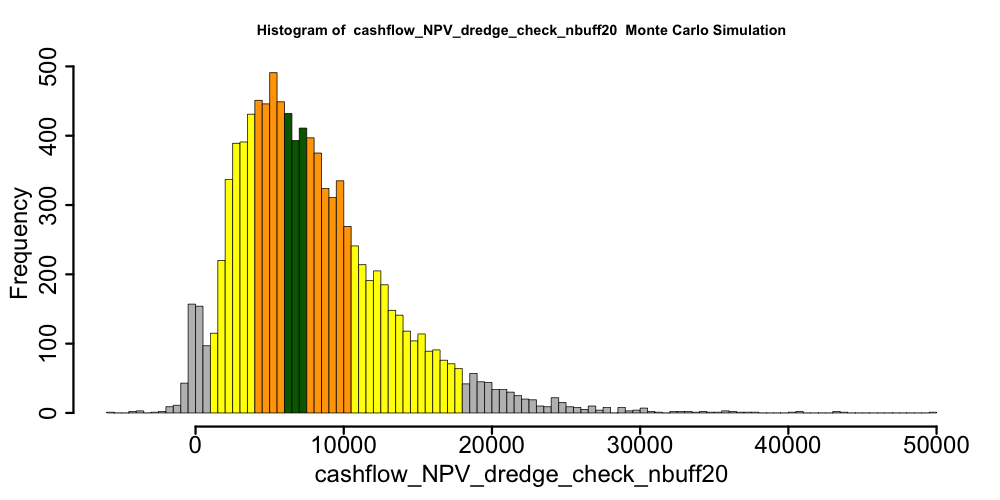 Histogram of  cashflow_NPV_dredge_check_nbuff20  Monte Carlo Simulation
Frequency
500
400
300
200
100
0
0 10000 20000 30000 40000 50000
cashflow_NPV_dredge_check_nbuff20